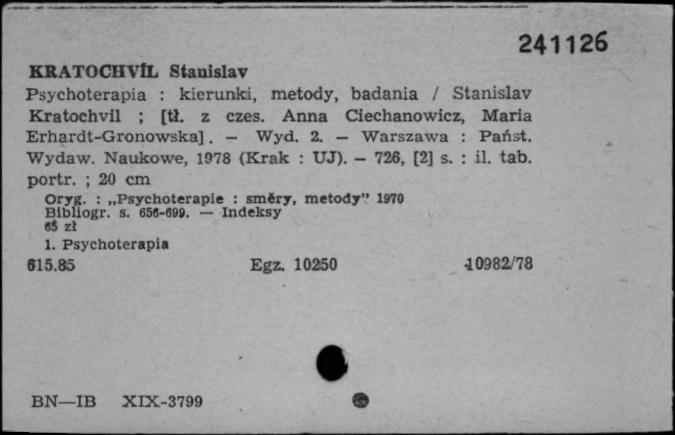 241126
KRATOCHVÍL Stanislav
Psychoterapia : kierunki, metody, badania / Stanislav
Kratochvil ; [tł. z czes. Anna Ciechanowicz, Maria
Erhardt-Gronowska]. — Wyd. 2. — Warszawa : Państ.
Wydaw. Naukowe, 1978 (Krak : UJ). — 726, [2] s. : il. tab.
portr. ; 20 cm
Oryg. : „Psychoterapie : směry, metody” 1970
Bibliogr. s. 656-699. — Indeksy
65 zł
1. Psychoterapia
615.85 Egz. 10250 10982/78
BN—IB XIX-3799